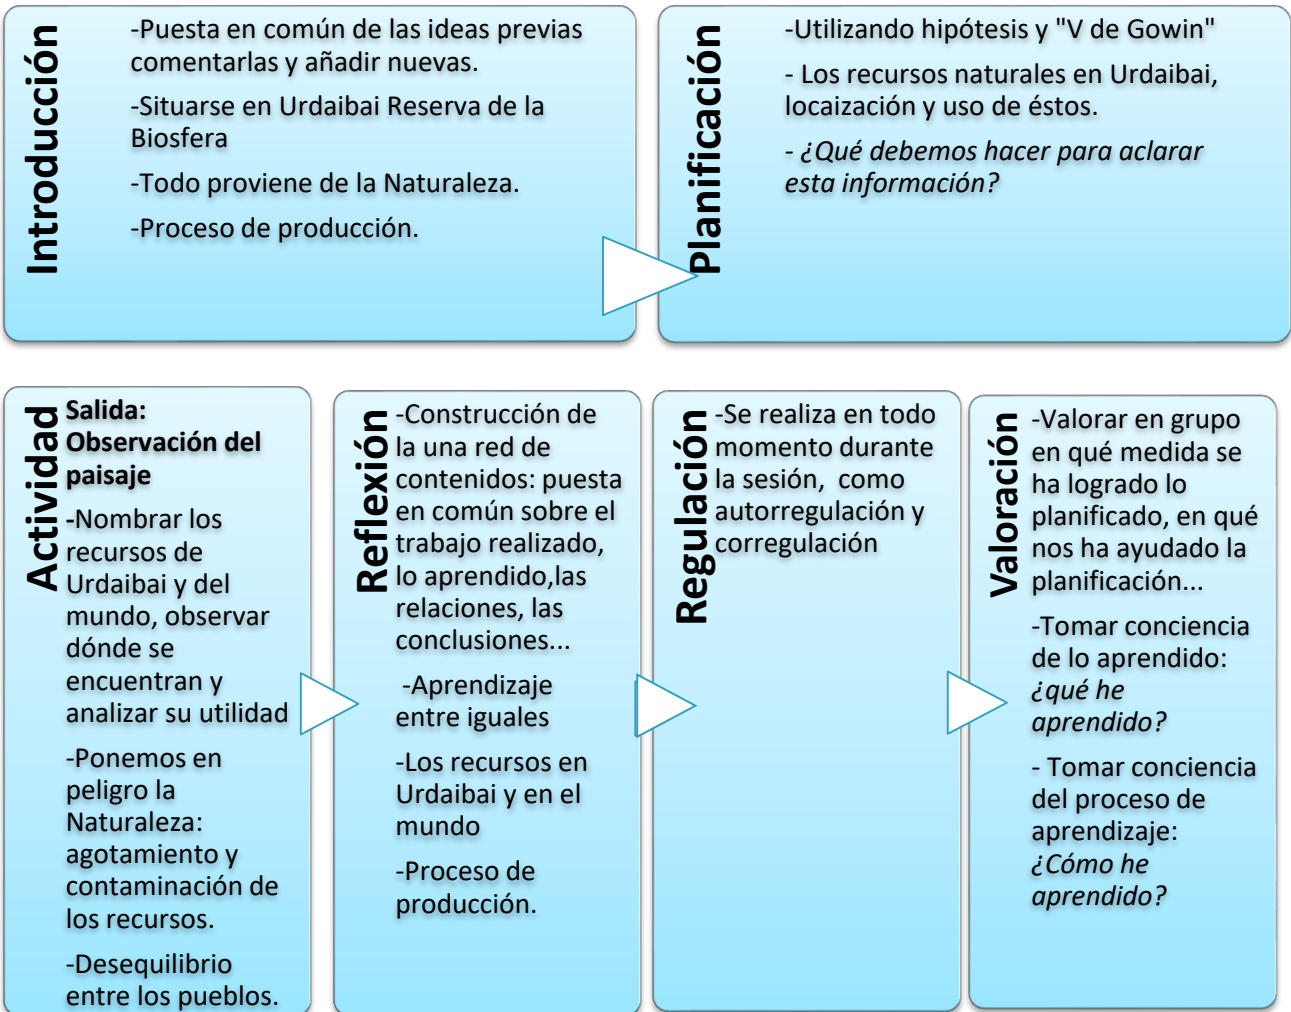 Introducción
-Puesta en común de las ideas previas
comentarlas y añadir nuevas.
-Situarse en Urdaibai Reserva de la
Biosfera
-Todo proviene de la Naturaleza.
-Proceso de producción.
Planificación
-Utilizando hipótesis y "V de Gowin"
- Los recursos naturales en Urdaibai,
locaización y uso de éstos.
- ¿Qué debemos hacer para aclarar
esta información?
Actividad
Salida:
Observación del
paisaje
-Nombrar los
recursos de
Urdaibai y del
mundo, observar
dónde se
encuentran y
analizar su utilidad
-Ponemos en
peligro la
Naturaleza:
agotamiento y
contaminación de
los recursos.
-Desequilibrio
entre los pueblos.
Reflexión
-Construcción de
la una red de
contenidos: puesta
en común sobre el
trabajo realizado,
lo aprendido,las
relaciones, las
conclusiones...
-Aprendizaje
entre iguales
-Los recursos en
Urdaibai y en el
mundo
-Proceso de
producción.
Regulación
-Se realiza en todo
momento durante
la sesión, como
autorregulación y
corregulación
Valoración
-Valorar en grupo
en qué medida se
ha logrado lo
planificado, en qué
nos ha ayudado la
planificación...
-Tomar conciencia
de lo aprendido:
¿qué he
aprendido?
- Tomar conciencia
del proceso de
aprendizaje:
¿Cómo he
aprendido?